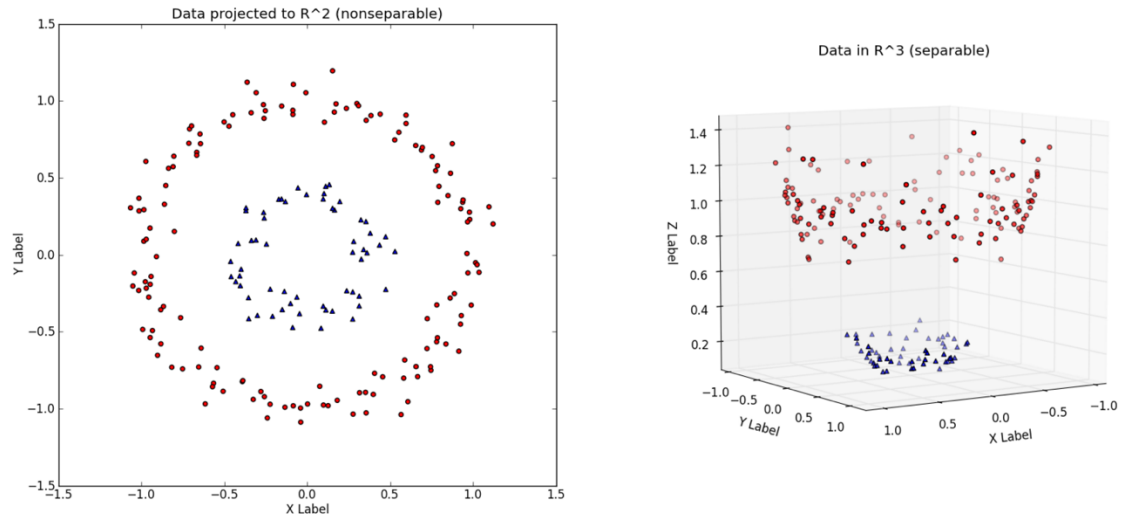 Data projected to R^2 (nonseparable)
1.5
1.0
0.5
0.0
−0.5
−1.0
−1.5
Y Label
−1.5 −1.0 −0.5 0.0 0.5 1.0 1.5
X Label
Data in R^3 (separable)
1.4
1.2
1.0
0.8
0.6
0.4
0.2
Z Label
−1.0 −0.5 0.0 0.5 1.0
Y Label
1.0 0.5 0.0 −0.5 −1.0
X Label